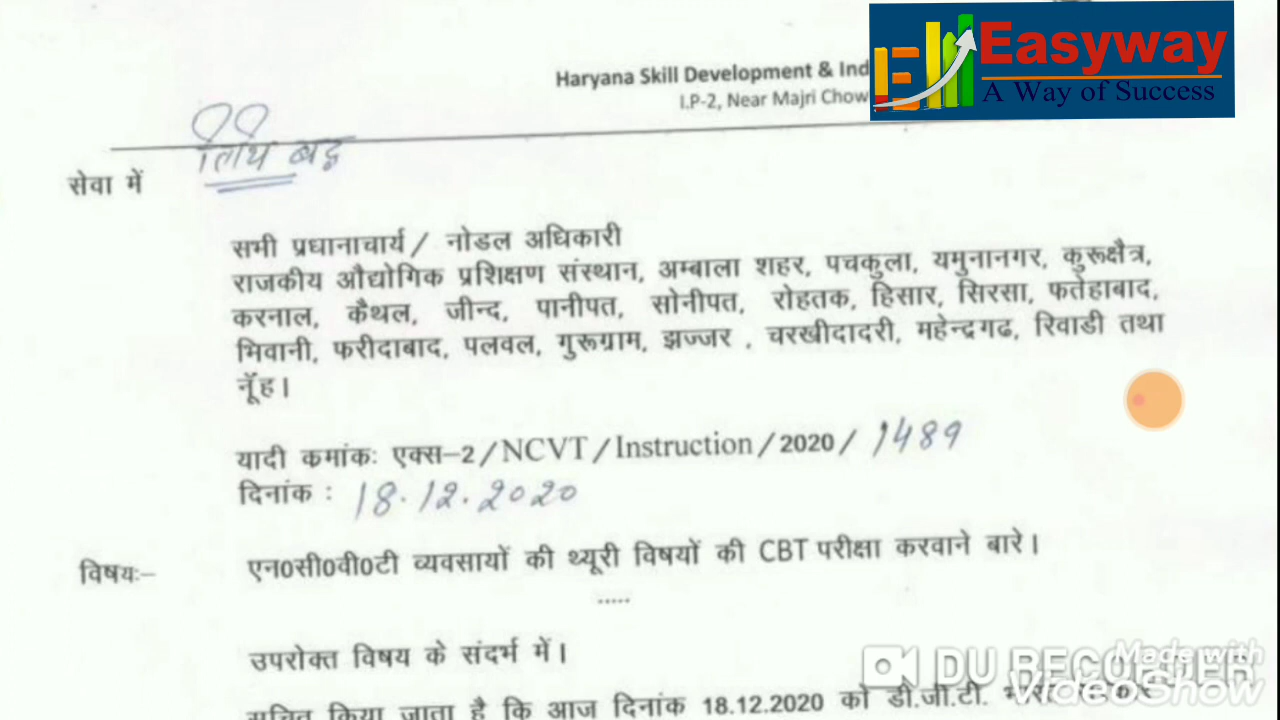 Easyway
A Way of Success
Haryana Skill Development & Ind
I.P-2, Near Majri Chow
तिथि बद्ध
सेवा में
सभी प्रधानाचार्य / नोडल अधिकारी
राजकीय औद्योगिक प्रशिक्षण संस्थान, अम्बाला शहर, पचकुला, यमुनानगर, कुरूक्षैत्र,
करनाल, कैथल, जीन्द, पानीपत, सोनीपत, रोहतक, हिसार, सिरसा, फतेहाबाद,
भिवानी, फरीदाबाद, पलवल, गुरूग्राम, झज्जर , चरखीदादरी, महेन्द्रगढ, रिवाडी तथा
नूँह।
यादी कमांकः एक्स-2/NCVT/Instruction/2020/ 1489
दिनांक : 18.12.2020
विषयः- एन0सी0वी0टी व्यवसायों की थ्यूरी विषयों की CBT परीक्षा करवाने बारे।
.....
उपरोक्त विषय के संदर्भ में।
सूचित किया जाता है कि आज दिनांक 18.12.2020 को डी.जी.टी.
DU RECORDER
Made with
VideoShow